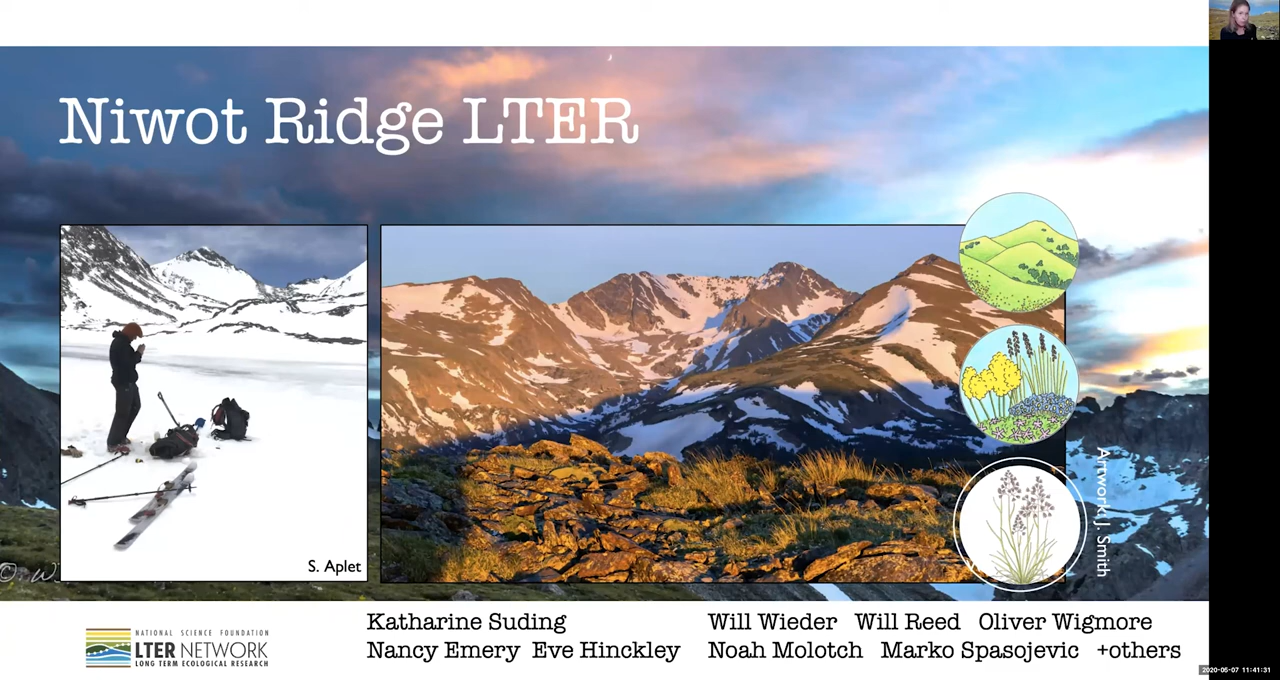 Niwot Ridge LTER
S. Aplet
Artwork J. Smith
©. W
NATIONAL SCIENCE FOUNDATION
LTER NETWORK
LONG TERM ECOLOGICAL RESEARCH
Katharine Suding
Nancy Emery Eve Hinckley
Will Wieder Will Reed Oliver Wigmore
Noah Molotch Marko Spasojevic +others
2020-05-07 11:41:31